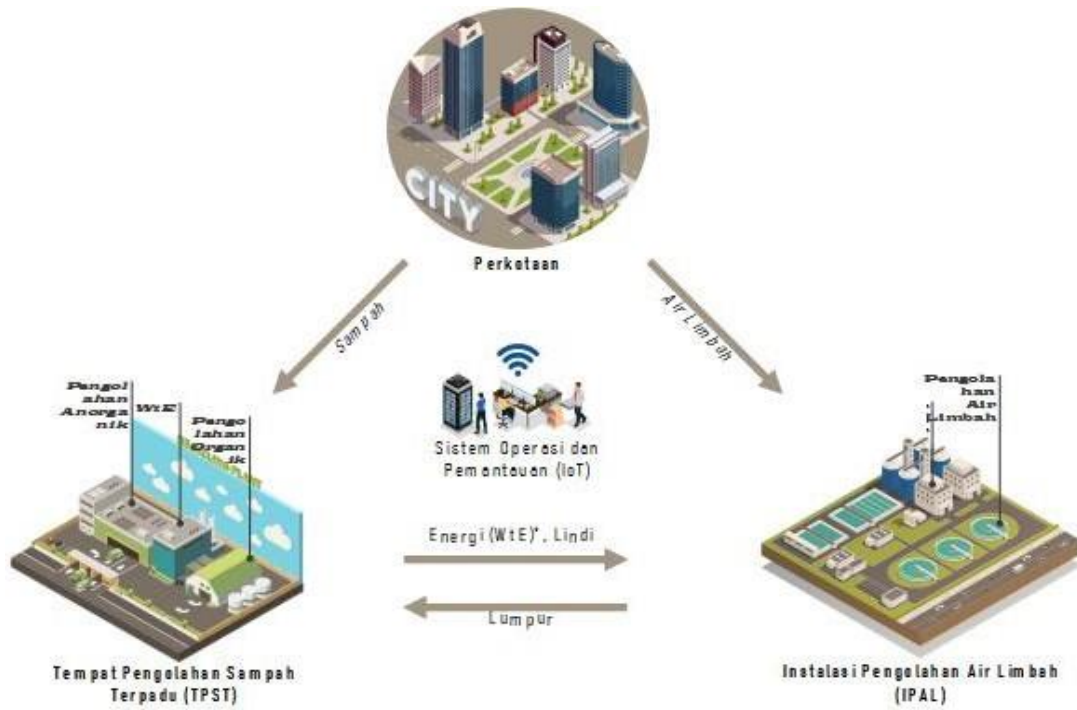 CITY
Perkotaan
Sampah
Air Limbah
Pengol
ahan
Anorga
nik
WtE
Pengo
lahan
Organ
ik
Sistem Operasi dan
Pemantauan (IoT)
Pengola
han
Air
Limbah
Energi (WtE)*, Lindi
Lumpur
Tempat Pengolahan Sampah
Terpadu (TPST)
Instalasi Pengolahan Air Limbah
(IPAL)